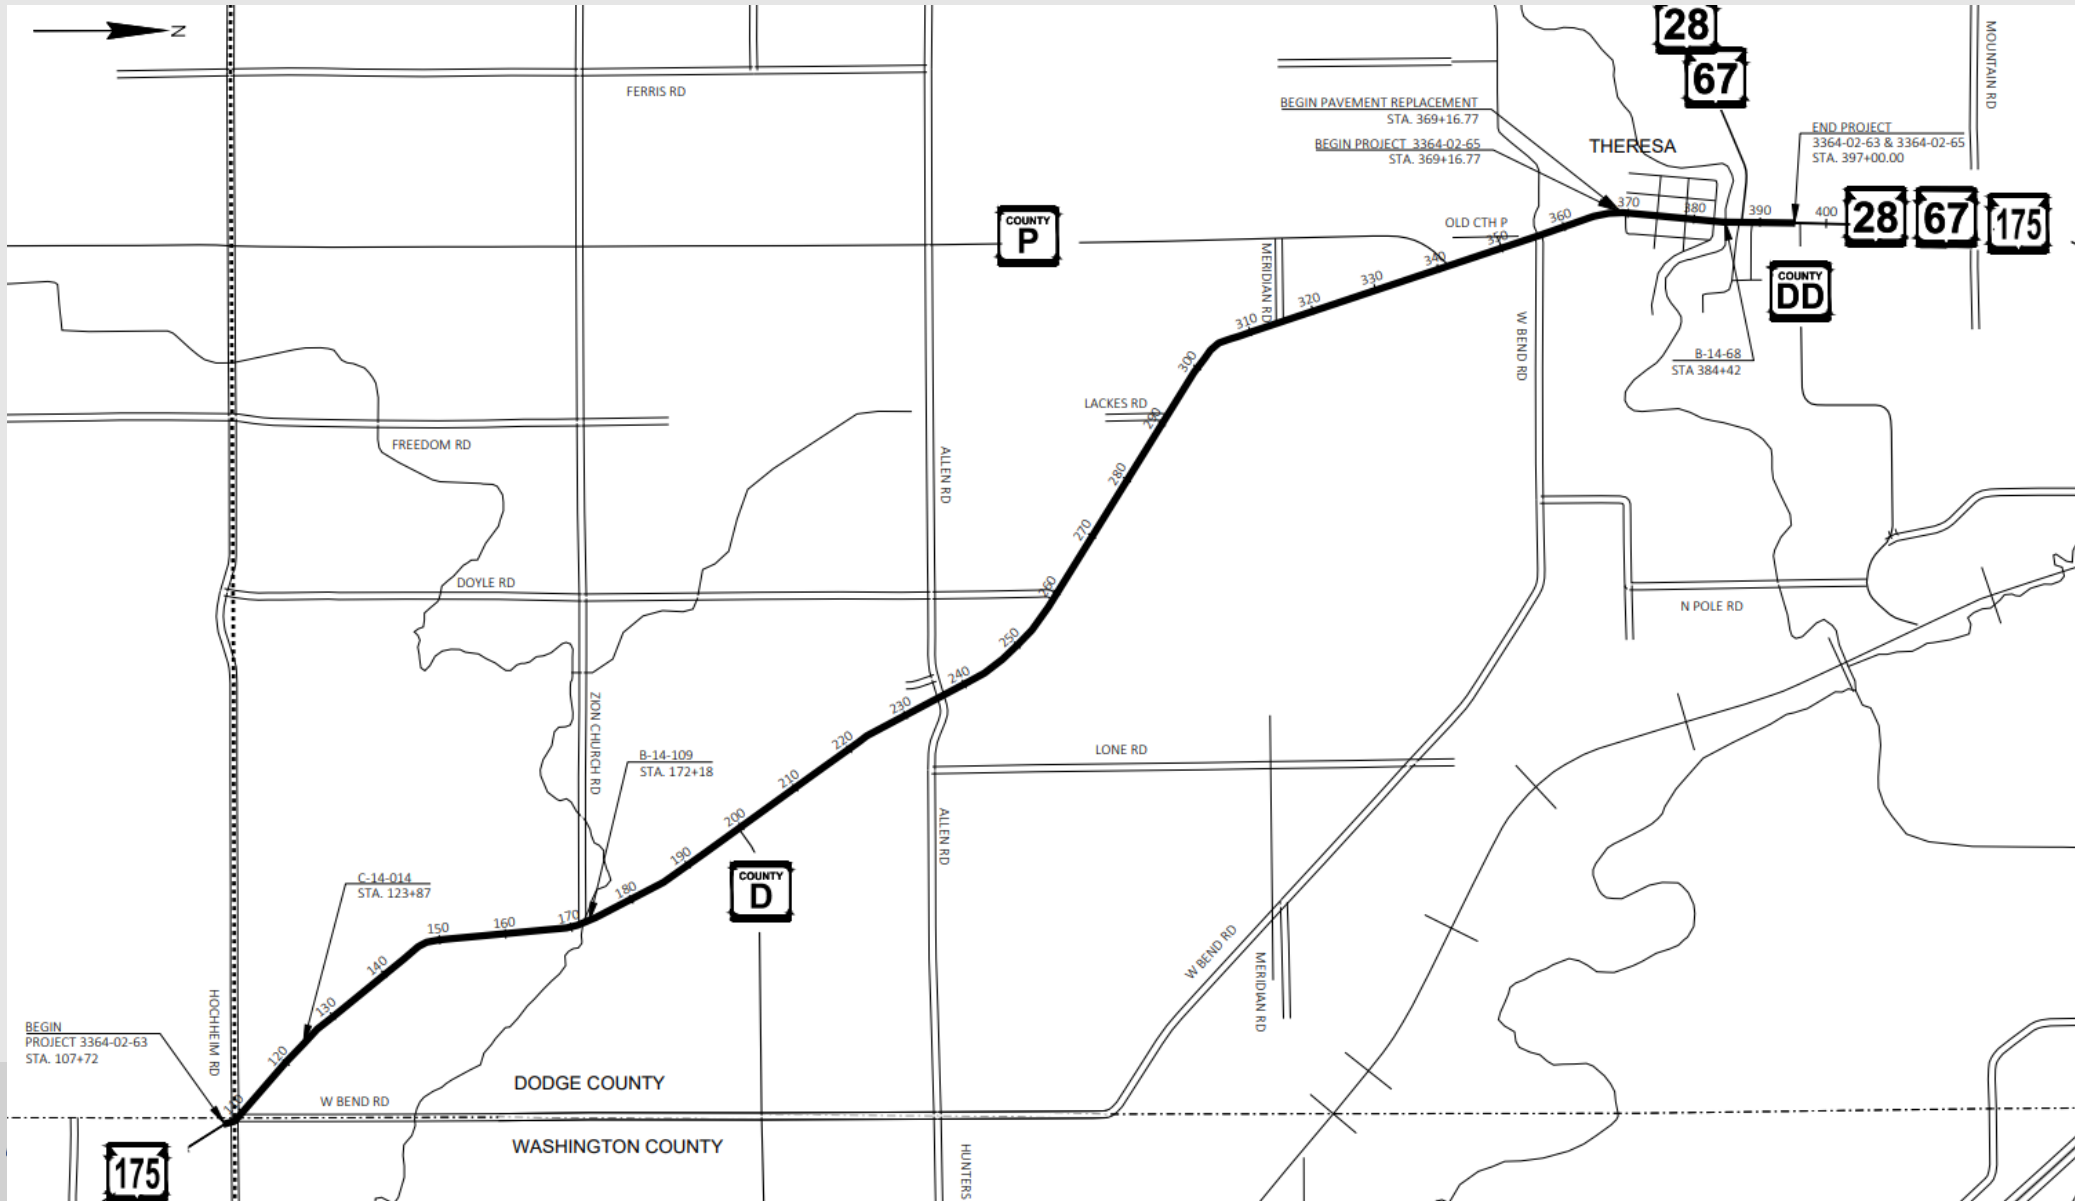 N
28
67
MOUNTAIN RD
FERRIS RD
BEGIN PAVEMENT REPLACEMENT
STA. 369+16.77
BEGIN PROJECT 3364-02-65
STA. 369+16.77
THERESA
END PROJECT
3364-02-63 & 3364-02-65
STA. 397+00.00
COUNTY
P
OLD CTH P
28
67
175
COUNTY
DD
B-14-68
STA 384+42
MERIDIAN RD
W BEND RD
LACKES RD
FREEDOM RD
ALLEN RD
DOYLE RD
N POLE RD
ZION CHURCH RD
B-14-109
STA. 172+18
LONE RD
ALLEN RD
COUNTY
D
C-14-014
STA. 123+87
W BEND RD
MERIDIAN RD
HOCHHEIM RD
BEGIN
PROJECT 3364-02-63
STA. 107+72
W BEND RD
DODGE COUNTY
WASHINGTON COUNTY
HUNTERS
175
110
120
130
140
150
160
170
180
190
200
210
220
230
240
250
260
270
280
290
300
310
320
330
340
350
360
370
380
390
400